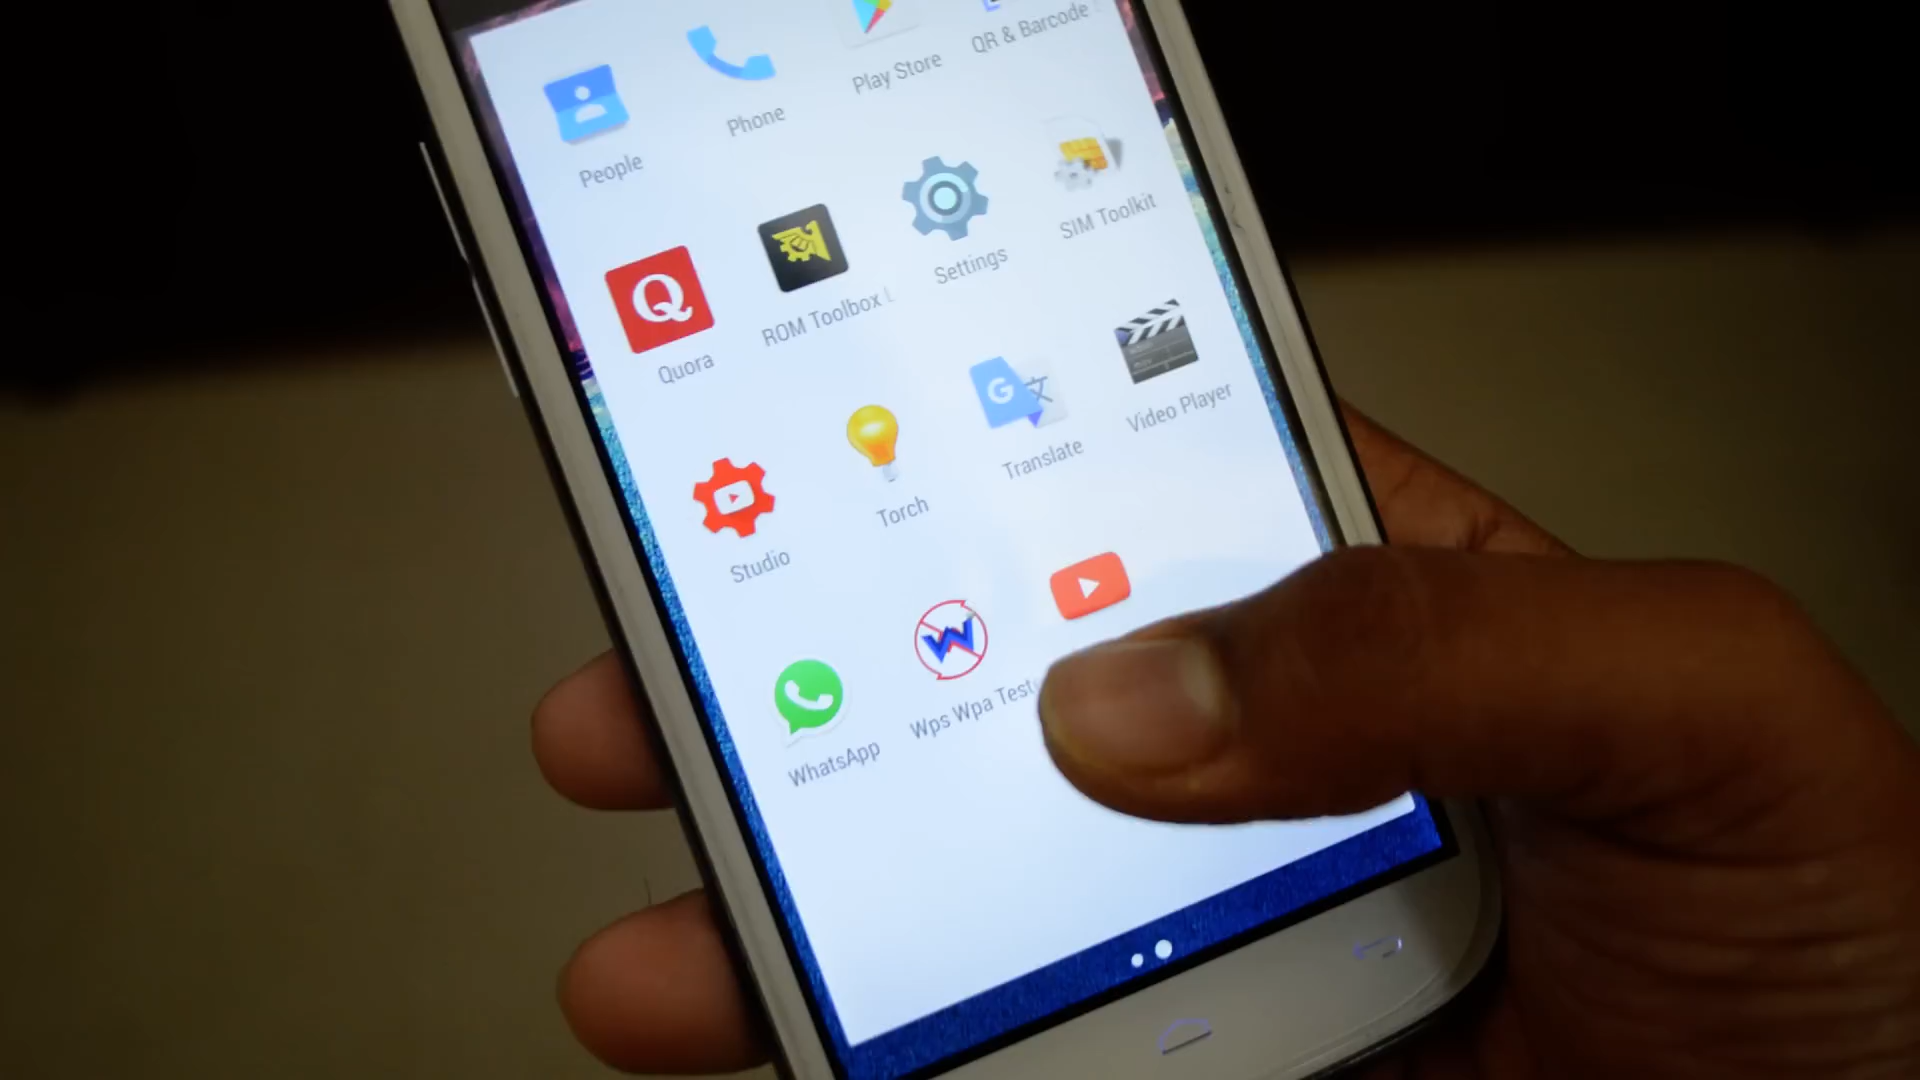 People
Phone
Play Store
QR & Barcode
Quora
ROM Toolbox L
Settings
SIM Toolkit
Studio
Torch
Translate
Video Player
WhatsApp
Wps Wpa Test